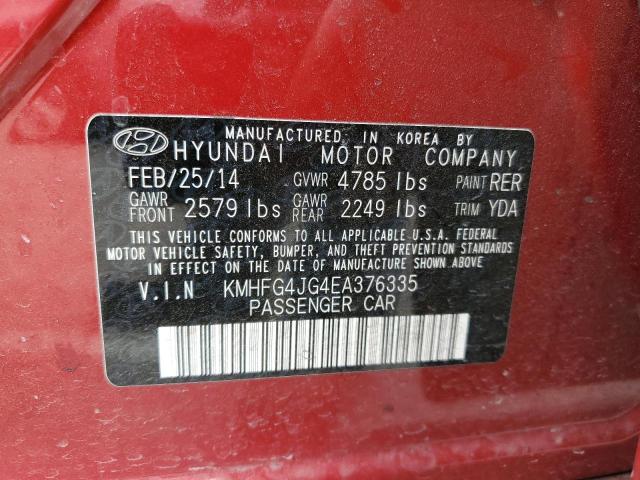 MANUFACTURED IN KOREA BY
HYUNDAI MOTOR COMPANY
FEB/25/14 GVWR 4785 lbs PAINT RER
GAWR FRONT 2579 lbs GAWR REAR 2249 lbs TRIM YDA
THIS VEHICLE CONFORMS TO ALL APPLICABLE U.S.A. FEDERAL
MOTOR VEHICLE SAFETY, BUMPER, AND THEFT PREVENTION STANDARDS
IN EFFECT ON THE DATE OF MANUFACTURE SHOWN ABOVE.
V.I.N KMHFG4JG4EA376335
PASSENGER CAR